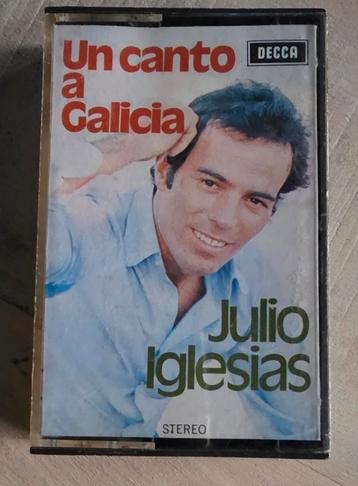 Un canto
a
Galicia
DECCA
Julio
Iglesias
STEREO